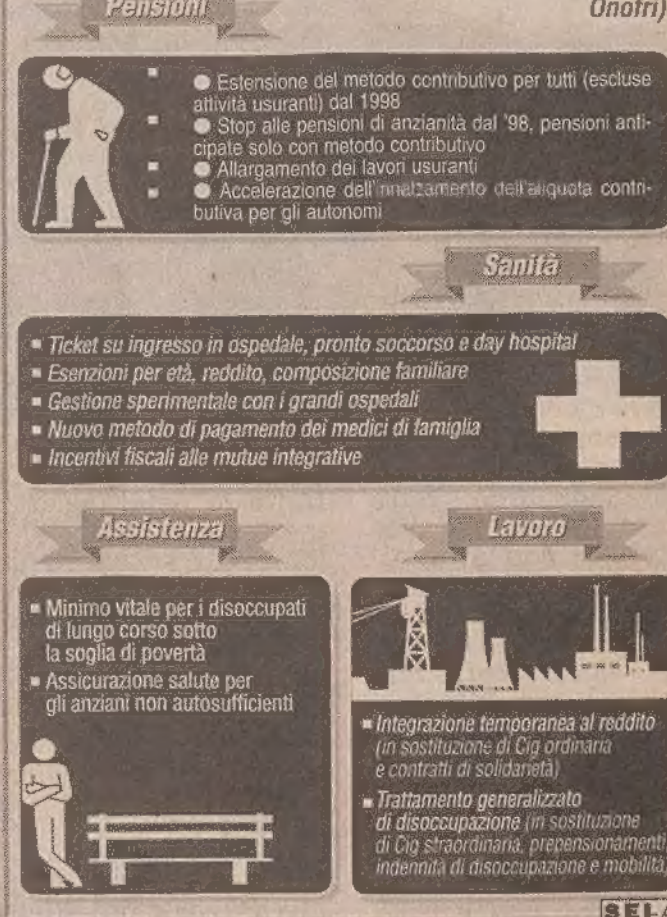 Pensioni
Onofri)
● Estensione del metodo contributivo per tutti (escluse
attività usuranti) dal 1998
● Stop alle pensioni di anzianità dal '98, pensioni anti-
cipate solo con metodo contributivo
● Allargamento dei lavori usuranti
● Accelerazione dell'innalzamento dell'aliquota contri-
butiva per gli autonomi
Sanità
Ticket su ingresso in ospedale, pronto soccorso e day hospital
Esenzioni per età, reddito, composizione familiare
Gestione sperimentale con i grandi ospedali
Nuovo metodo di pagamento dei medici di famiglia
Incentivi fiscali alle mutue integrative
Assistenza
Minimo vitale per i disoccupati
di lungo corso sotto
la soglia di povertà
Assicurazione salute per
gli anziani non autosufficienti
Lavoro
Integrazione temporanea al reddito
(in sostituzione di Cig ordinaria
e contratti di solidarietà)
Trattamento generalizzato
di disoccupazione (in sostituzione
di Cig straordinaria, prepensionamenti,
indennità di disoccupazione e mobilità